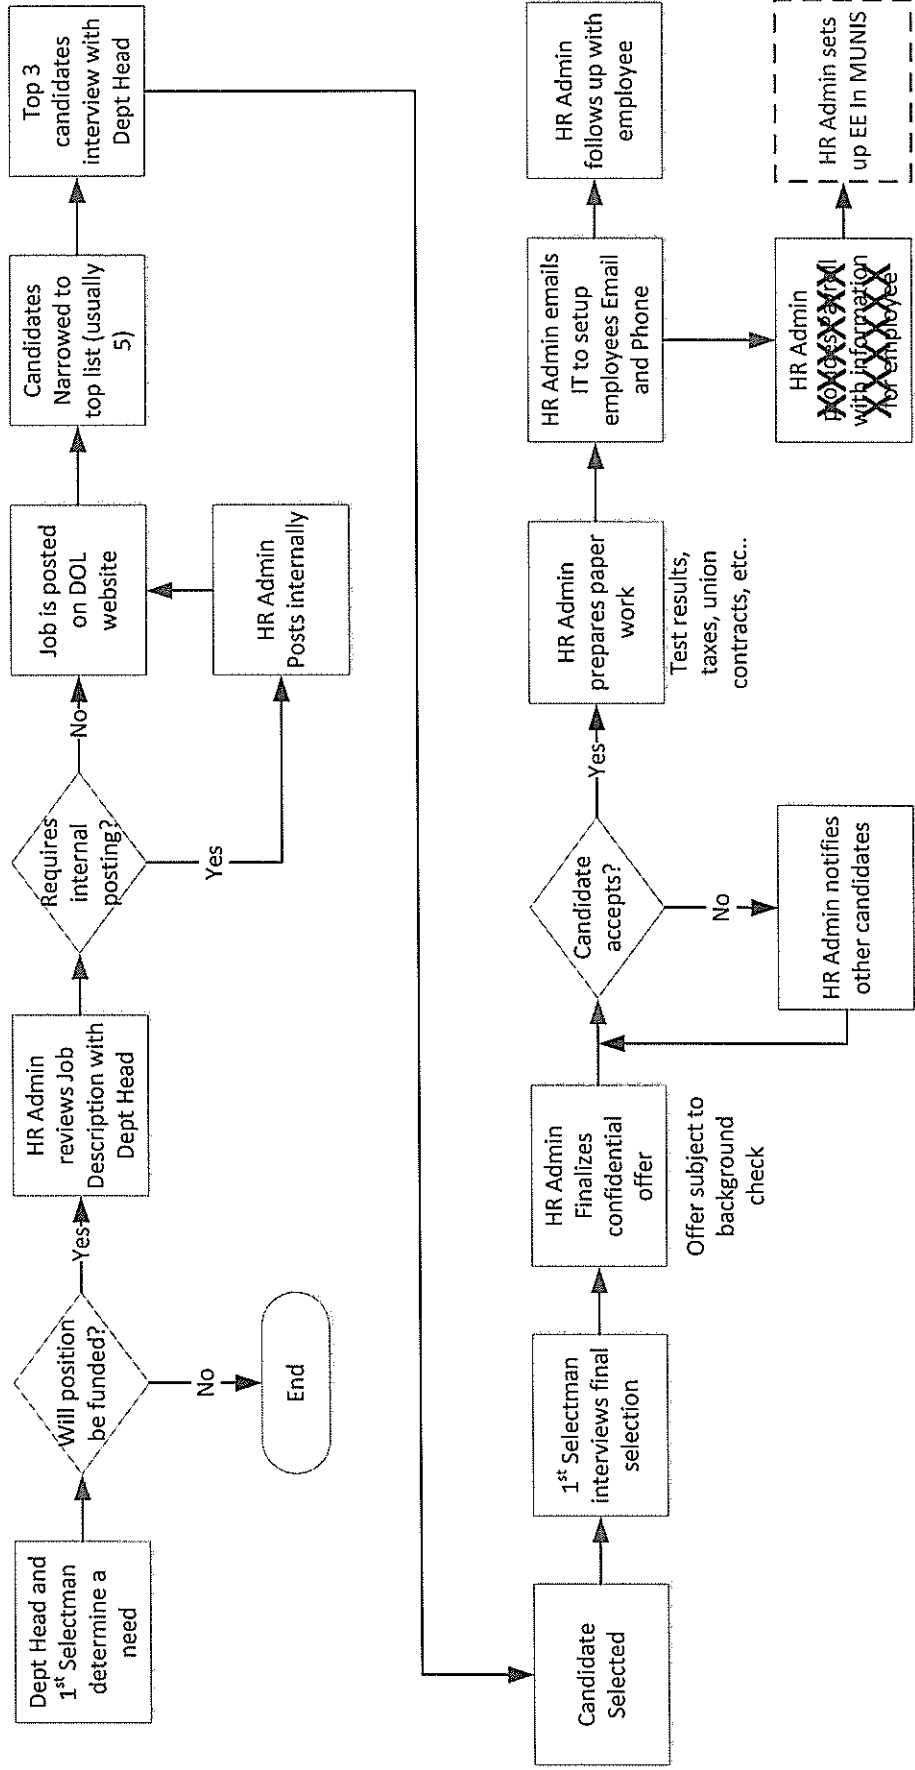 Dept Head and
1st Selectman
determine a
need
Will position
be funded?
Yes
No
End
HR Admin
reviews Job
Description with
Dept Head
Requires
internal
posting?
No
Yes
Job is posted
on DOL
website
HR Admin
Posts internally
Candidates
Narrowed to
top list (usually
5)
Top 3
candidates
interview with
Dept Head
Candidate
Selected
1st Selectman
interviews final
selection
HR Admin
Finalizes
confidential
offer
Offer subject to
background
check
Candidate
accepts?
Yes
No
HR Admin notifies
other candidates
HR Admin
prepares paper
work
Test results,
taxes, union
contracts, etc..
HR Admin emails
IT to setup
employees Email
and Phone
HR Admin
follows up with
employee
HR Admin
provides Payroll
with information
for employee
HR Admin sets
up EE In MUNIS